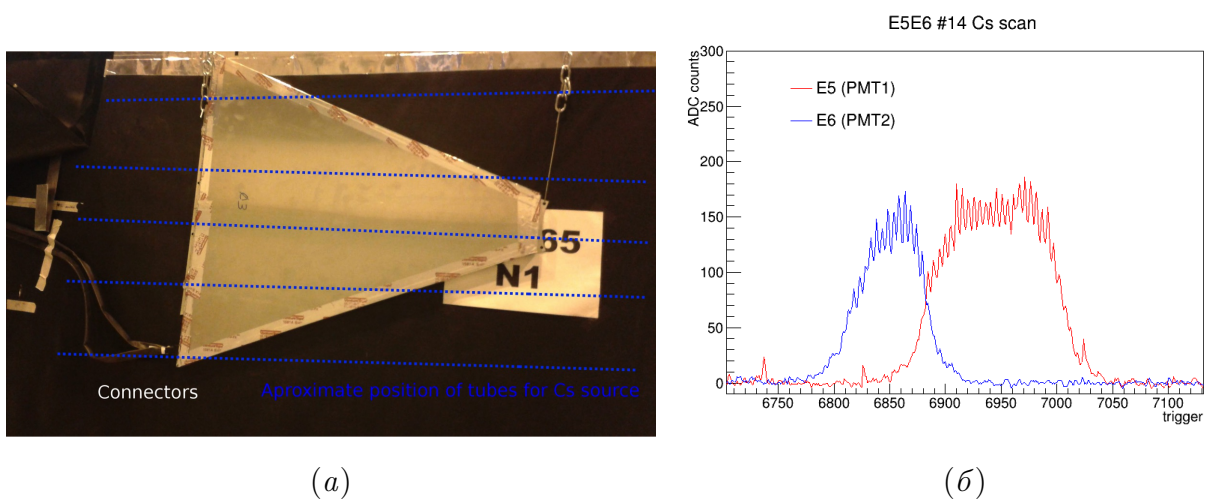 E5E6 #14 Cs scan
ADC counts
300
250
200
150
100
50
0
E5 (PMT1)
E6 (PMT2)
6750 6800 6850 6900 6950 7000 7050 7100
trigger
65
N1
Connectors
Aproximate position of tubes for Cs source
(а)
(б)